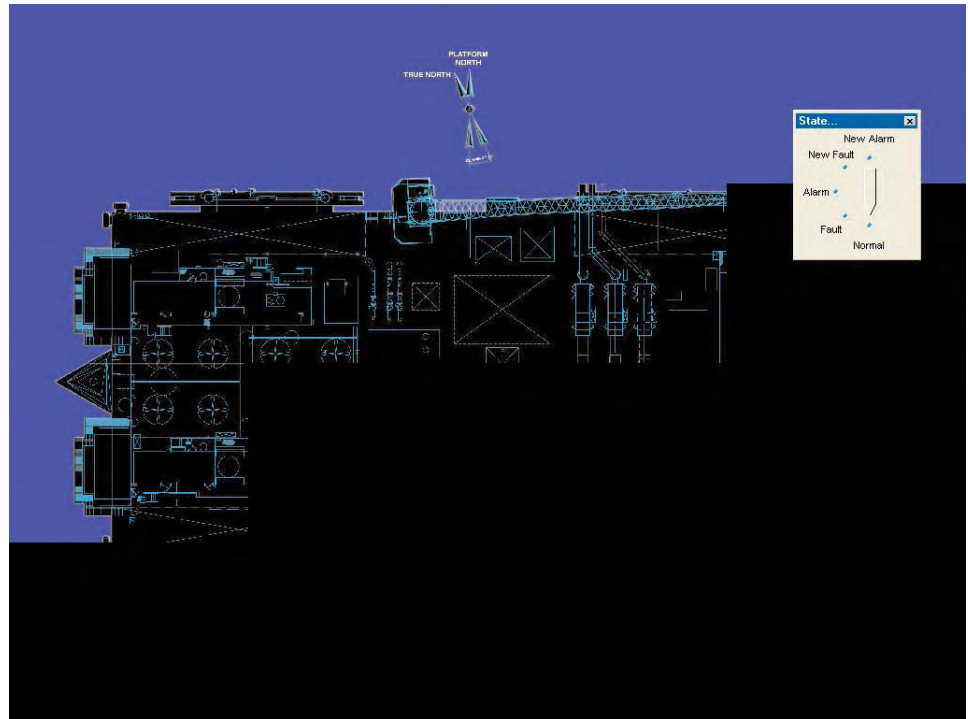 PLATFORM
NORTH
TRUE NORTH
State...
New Alarm
New Fault
Alarm
Fault
Normal